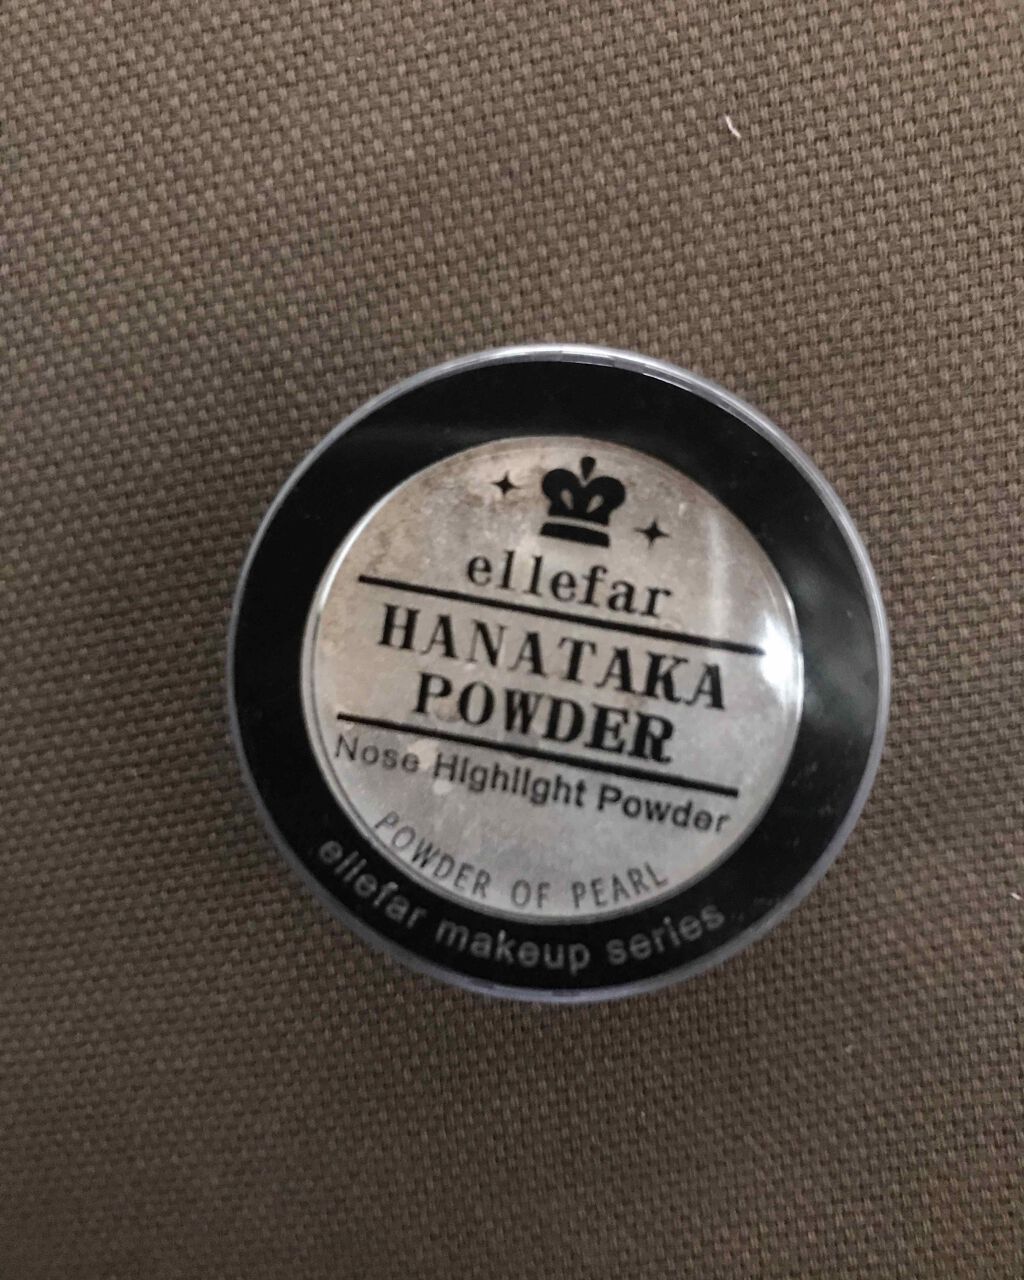 ellefar
HANATAKA
POWDER
Nose HIghlIght Powder
POWDER OF PEARL
ellefar makeup series